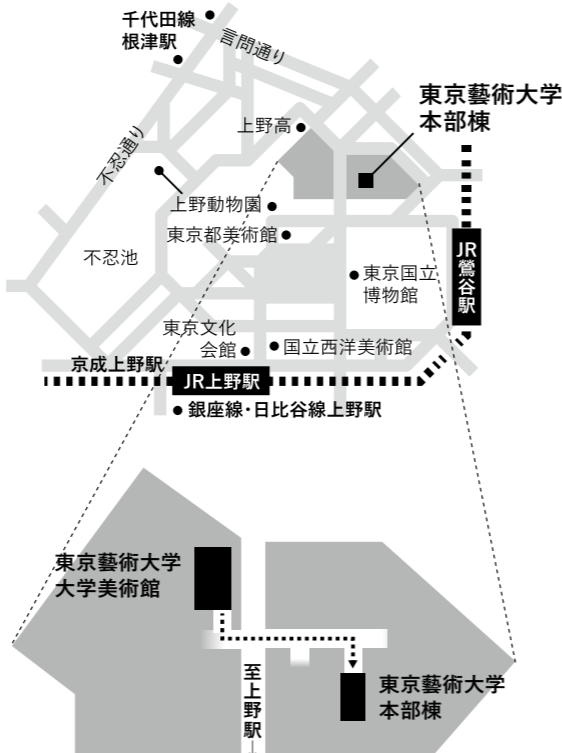 千代田線
根津駅
言問通り
東京藝術大学
本部棟
上野高
不忍通り
上野動物園
東京都美術館
不忍池
JR鶯谷駅
東京国立
博物館
東京文化
会館
国立西洋美術館
京成上野駅
JR上野駅
銀座線・日比谷線上野駅
東京藝術大学
大学美術館
至上野駅
東京藝術大学
本部棟